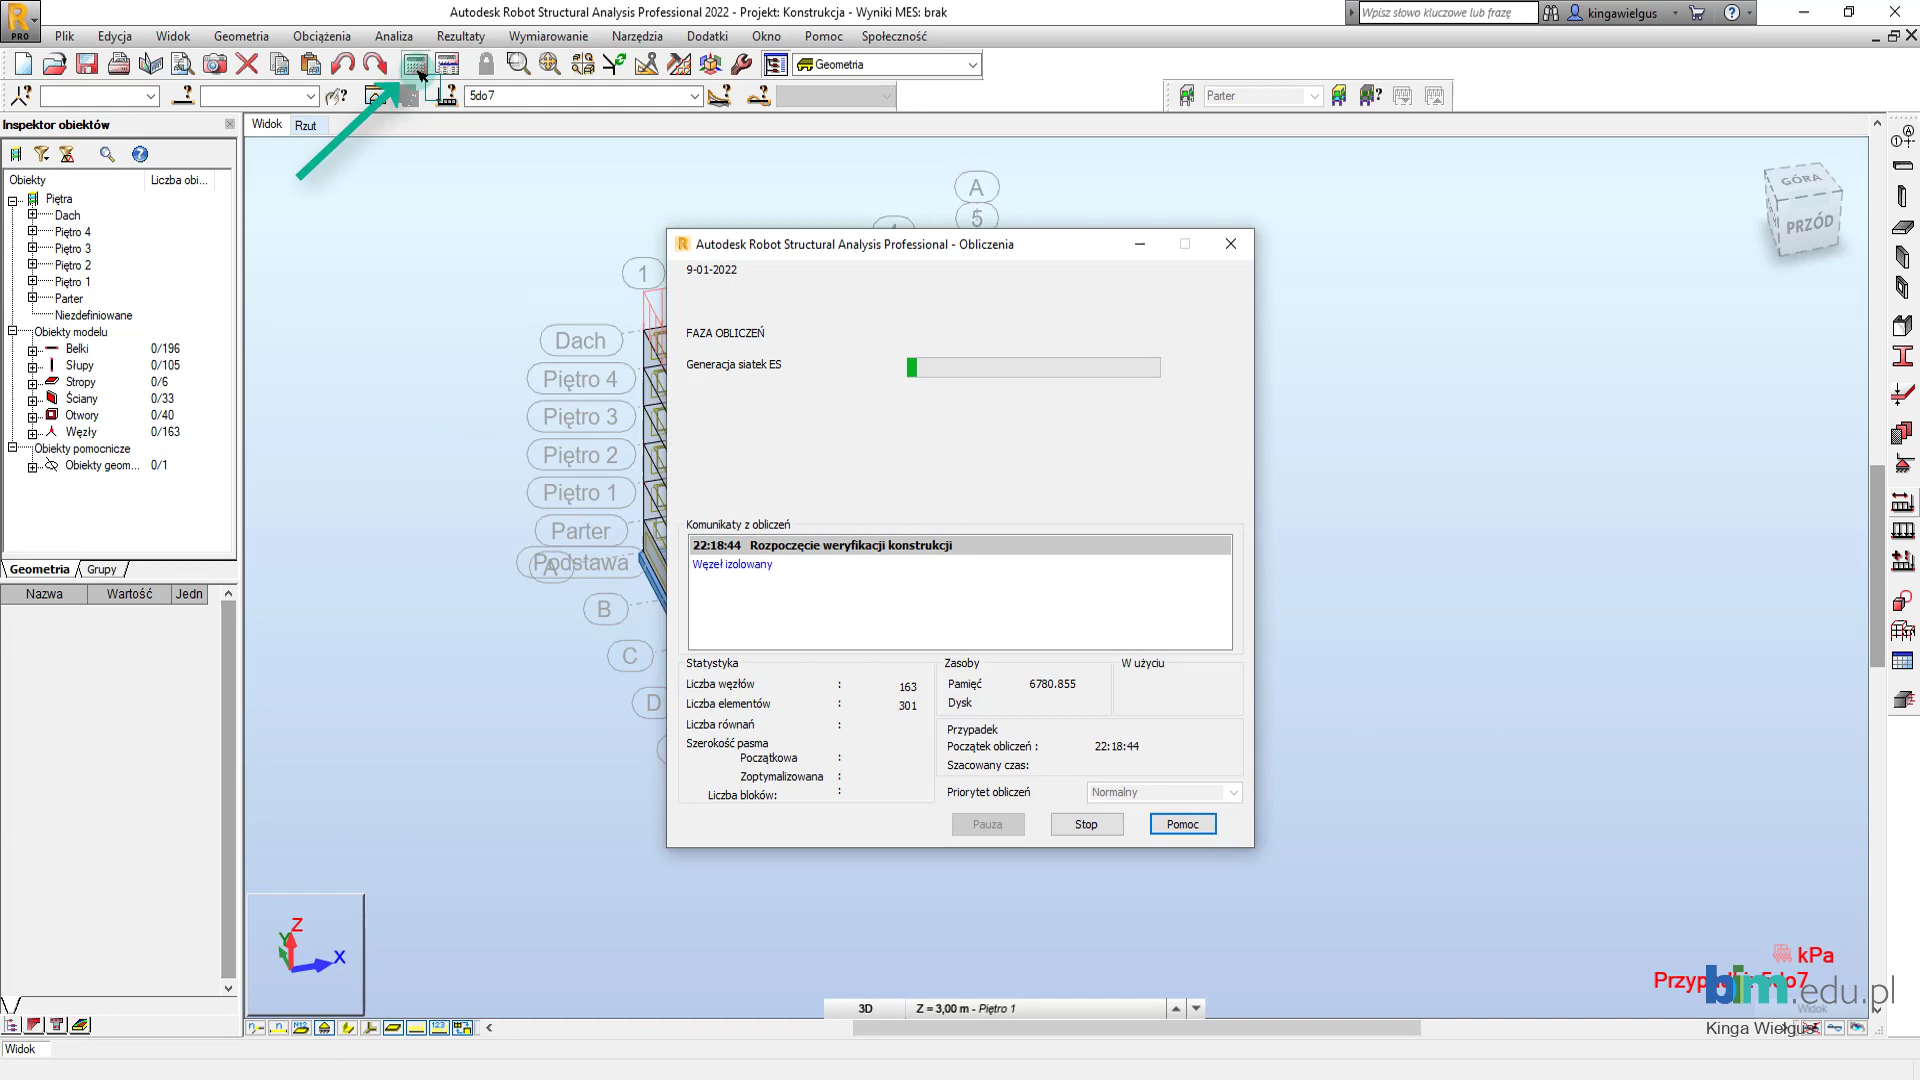 Autodesk Robot Structural Analysis Professional 2022 - Projekt: Konstrukcja - Wyniki MES: brak
Wpisz słowo kluczowe lub frazę
kingawielgus
PRO
Plik Edycja Widok Geometria Obciążenia Analiza Rezultaty Wymiarowanie Narzędzia Dodatki Okno Pomoc Społeczność
Geometria
5do7
Parter
Inspektor obiektów
Widok Rzut
Obiekty Liczba obi...
Piętra
Dach
Piętro 4
Piętro 3
Piętro 2
Piętro 1
Parter
Niezdefiniowane
Obiekty modelu
Belki 0/196
Słupy 0/105
Stropy 0/6
Ściany 0/33
Otwory 0/40
Węzły 0/163
Obiekty pomocnicze
Obiekty geom... 0/1
Geometria Grupy
Nazwa Wartość Jedn
A
5
1
Dach
Piętro 4
Piętro 3
Piętro 2
Piętro 1
Parter
Podstawa
A
B
C
D
GÓRA
PRZÓD
Autodesk Robot Structural Analysis Professional - Obliczenia
9-01-2022
FAZA OBLICZEŃ
Generacja siatek ES
Komunikaty z obliczeń
22:18:44 Rozpoczęcie weryfikacji konstrukcji
Węzeł izolowany
Statystyka
Liczba węzłów : 163
Liczba elementów : 301
Liczba równań :
Szerokość pasma
Początkowa :
Zoptymalizowana :
Liczba bloków: :
Zasoby W użyciu
Pamięć 6780.855
Dysk
Przypadek
Początek obliczeń : 22:18:44
Szacowany czas:
Priorytet obliczeń Normalny
Pauza Stop Pomoc
Z
Y
X
3D Z = 3,00 m - Piętro 1
kPa
5do7
bim.edu.pl
Widok
Kinga Wielgus
Widok